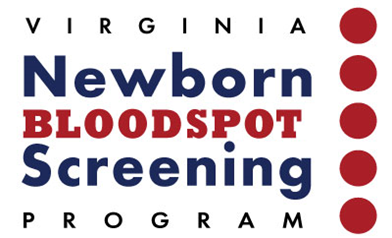 VIRGINIA
Newborn
BLOODSPOT
Screening
PROGRAM